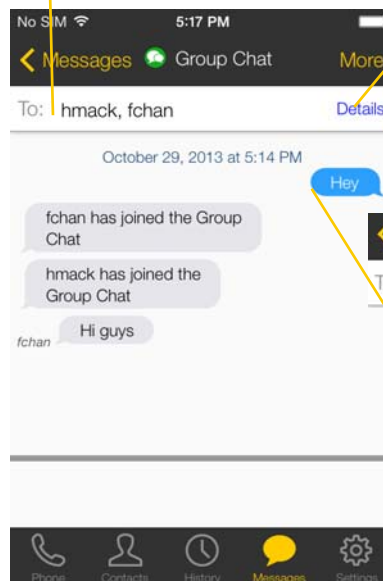 No SIM 5:17 PM
Messages Group Chat More
To: hmack, fchan Details
October 29, 2013 at 5:14 PM
Hey
fchan has joined the Group
Chat
hmack has joined the
Group Chat
Hi guys
fchan
Phone Contacts History Messages Settings